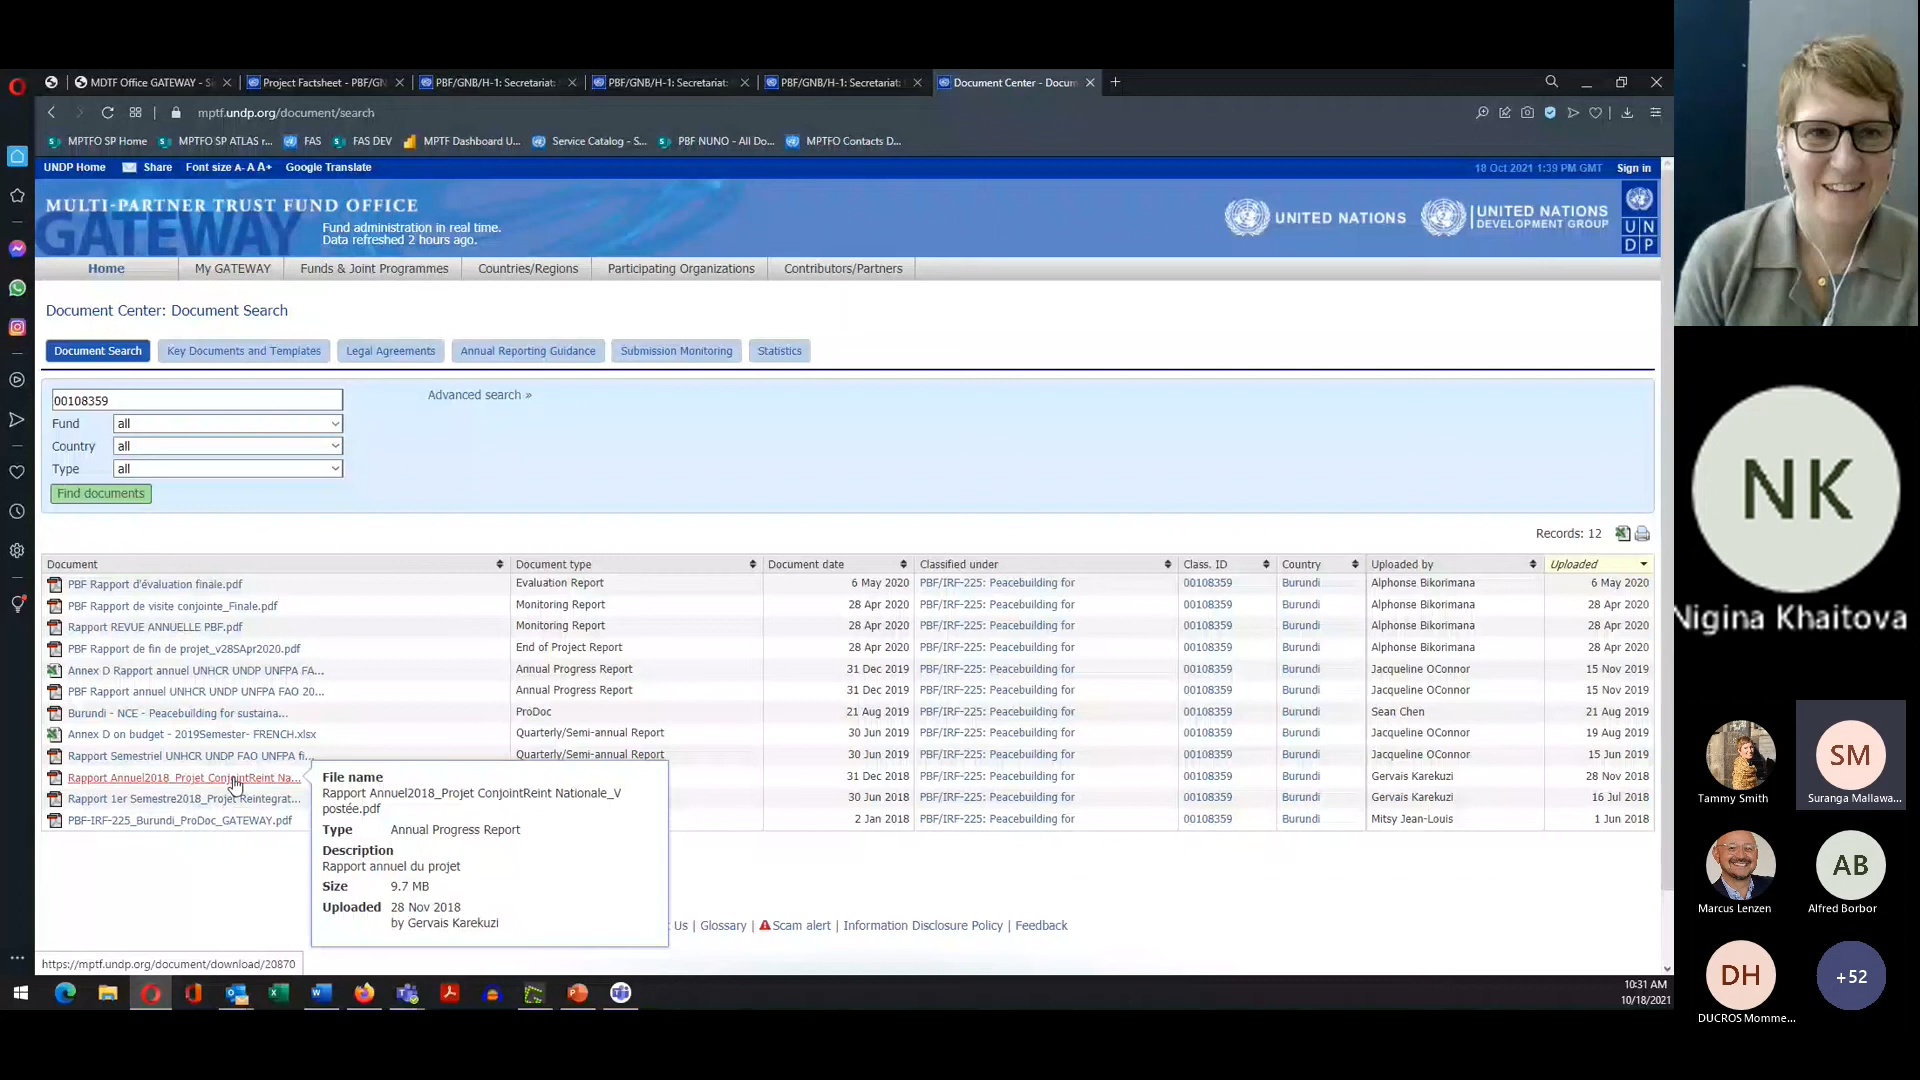 MDTF Office GATEWAY - S
Project Factsheet - PBF/GN
PBF/GNB/H-1: Secretariat:
PBF/GNB/H-1: Secretariat:
PBF/GNB/H-1: Secretariat:
Document Center - Docum
mptf.undp.org/document/search
MPTFO SP Home
MPTFO SP ATLAS r...
FAS
FAS DEV
MPTF Dashboard U...
Service Catalog - S...
PBF NUNO - All Do...
MPTFO Contacts D...
UNDP Home Share Font size A- A A+ Google Translate
18 Oct 2021 1:39 PM GMT Sign in
MULTI-PARTNER TRUST FUND OFFICE
GATEWAY
Fund administration in real time.
Data refreshed 2 hours ago.
UNITED NATIONS
UNITED NATIONS
DEVELOPMENT GROUP
U N
D P
Home My GATEWAY Funds & Joint Programmes Countries/Regions Participating Organizations Contributors/Partners
Document Center: Document Search
Document Search Key Documents and Templates Legal Agreements Annual Reporting Guidance Submission Monitoring Statistics
00108359
Advanced search »
Fund all
Country all
Type all
Find documents
Records: 12
Document Document type Document date Classified under Class. ID Country Uploaded by Uploaded
PBF Rapport d'évaluation finale.pdf Evaluation Report 6 May 2020 PBF/IRF-225: Peacebuilding for 00108359 Burundi Alphonse Bikorimana 6 May 2020
PBF Rapport de visite conjointe_Finale.pdf Monitoring Report 28 Apr 2020 PBF/IRF-225: Peacebuilding for 00108359 Burundi Alphonse Bikorimana 28 Apr 2020
Rapport REVUE ANNUELLE PBF.pdf Monitoring Report 28 Apr 2020 PBF/IRF-225: Peacebuilding for 00108359 Burundi Alphonse Bikorimana 28 Apr 2020
PBF Rapport de fin de projet_v28SApr2020.pdf End of Project Report 28 Apr 2020 PBF/IRF-225: Peacebuilding for 00108359 Burundi Alphonse Bikorimana 28 Apr 2020
Annex D Rapport annuel UNHCR UNDP UNFPA FA... Annual Progress Report 31 Dec 2019 PBF/IRF-225: Peacebuilding for 00108359 Burundi Jacqueline OConnor 15 Nov 2019
PBF Rapport annuel UNHCR UNDP UNFPA FAO 20... Annual Progress Report 31 Dec 2019 PBF/IRF-225: Peacebuilding for 00108359 Burundi Jacqueline OConnor 15 Nov 2019
Burundi - NCE - Peacebuilding for sustaina... ProDoc 21 Aug 2019 PBF/IRF-225: Peacebuilding for 00108359 Burundi Sean Chen 21 Aug 2019
Annex D on budget - 2019Semester- FRENCH.xlsx Quarterly/Semi-annual Report 30 Jun 2019 PBF/IRF-225: Peacebuilding for 00108359 Burundi Jacqueline OConnor 19 Aug 2019
Rapport Semestriel UNHCR UNDP FAO UNFPA fi... Quarterly/Semi-annual Report 30 Jun 2019 PBF/IRF-225: Peacebuilding for 00108359 Burundi Jacqueline OConnor 15 Jun 2019
Rapport Annuel2018_Projet ConjointReint Na... 31 Dec 2018 PBF/IRF-225: Peacebuilding for 00108359 Burundi Gervais Karekuzi 28 Nov 2018
Rapport 1er Semestre2018_Projet Reintegrat... 30 Jun 2018 PBF/IRF-225: Peacebuilding for 00108359 Burundi Gervais Karekuzi 16 Jul 2018
PBF-IRF-225_Burundi_ProDoc_GATEWAY.pdf 2 Jan 2018 PBF/IRF-225: Peacebuilding for 00108359 Burundi Mitsy Jean-Louis 1 Jun 2018
File name
Rapport Annuel2018_Projet ConjointReint Nationale_V
postée.pdf
Type Annual Progress Report
Description
Rapport annuel du projet
Size 9.7 MB
Uploaded 28 Nov 2018
by Gervais Karekuzi
Us | Glossary | Scam alert | Information Disclosure Policy | Feedback
https://mptf.undp.org/document/download/20870
10:31 AM
10/18/2021
NK
Nigina Khaitova
SM
Tammy Smith
Suranga Mallawa...
AB
Marcus Lenzen
Alfred Borbor
DH
+52
DUCROS Momme...